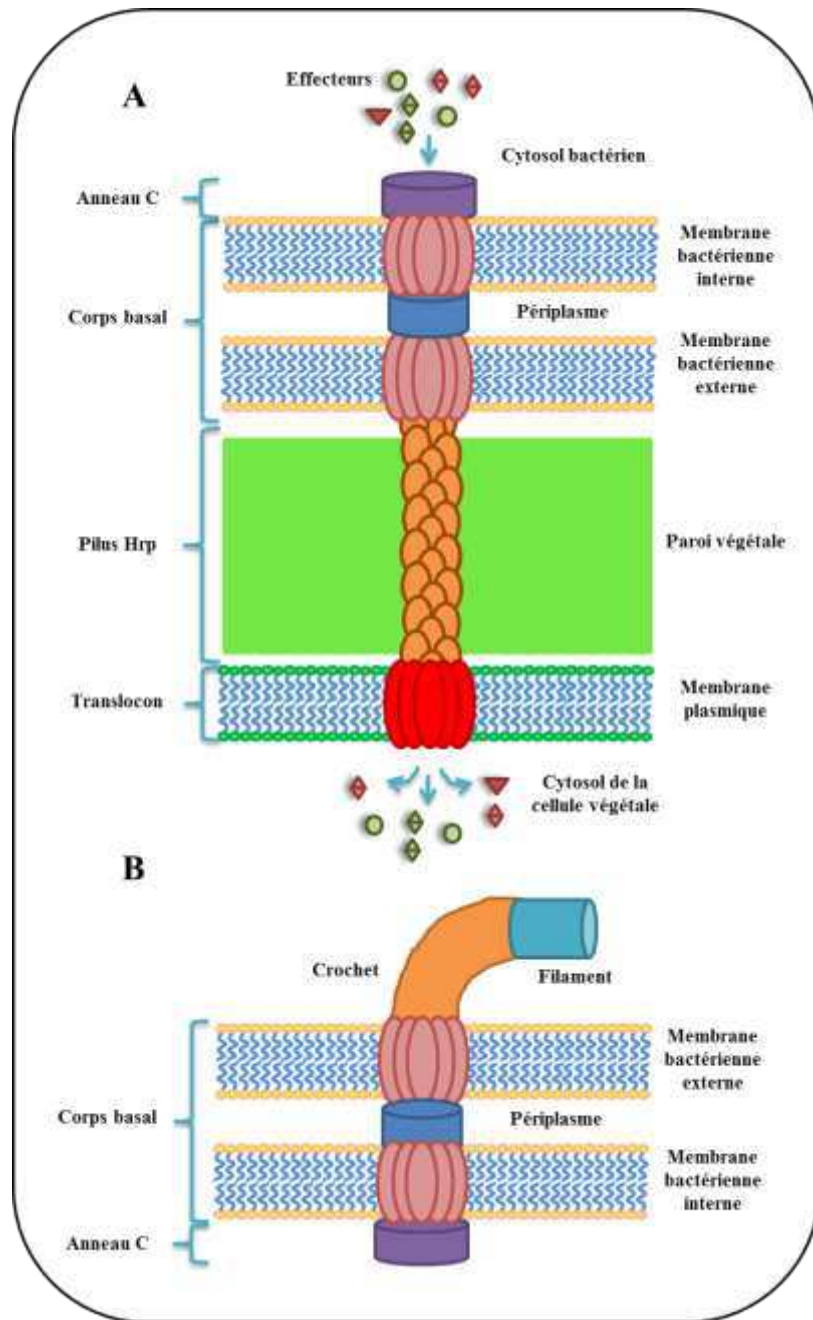 A
Effecteurs
Cytosol bactérien
Anneau C
Membrane
bactérienne
interne
Corps basal
Périplasme
Membrane
bactérienne
externe
Pilus Hrp
Paroi végétale
Translocon
Membrane
plasmique
Cytosol de la
cellule végétale
B
Crochet
Filament
Membrane
bactérienne
externe
Corps basal
Périplasme
Membrane
bactérienne
interne
Anneau C